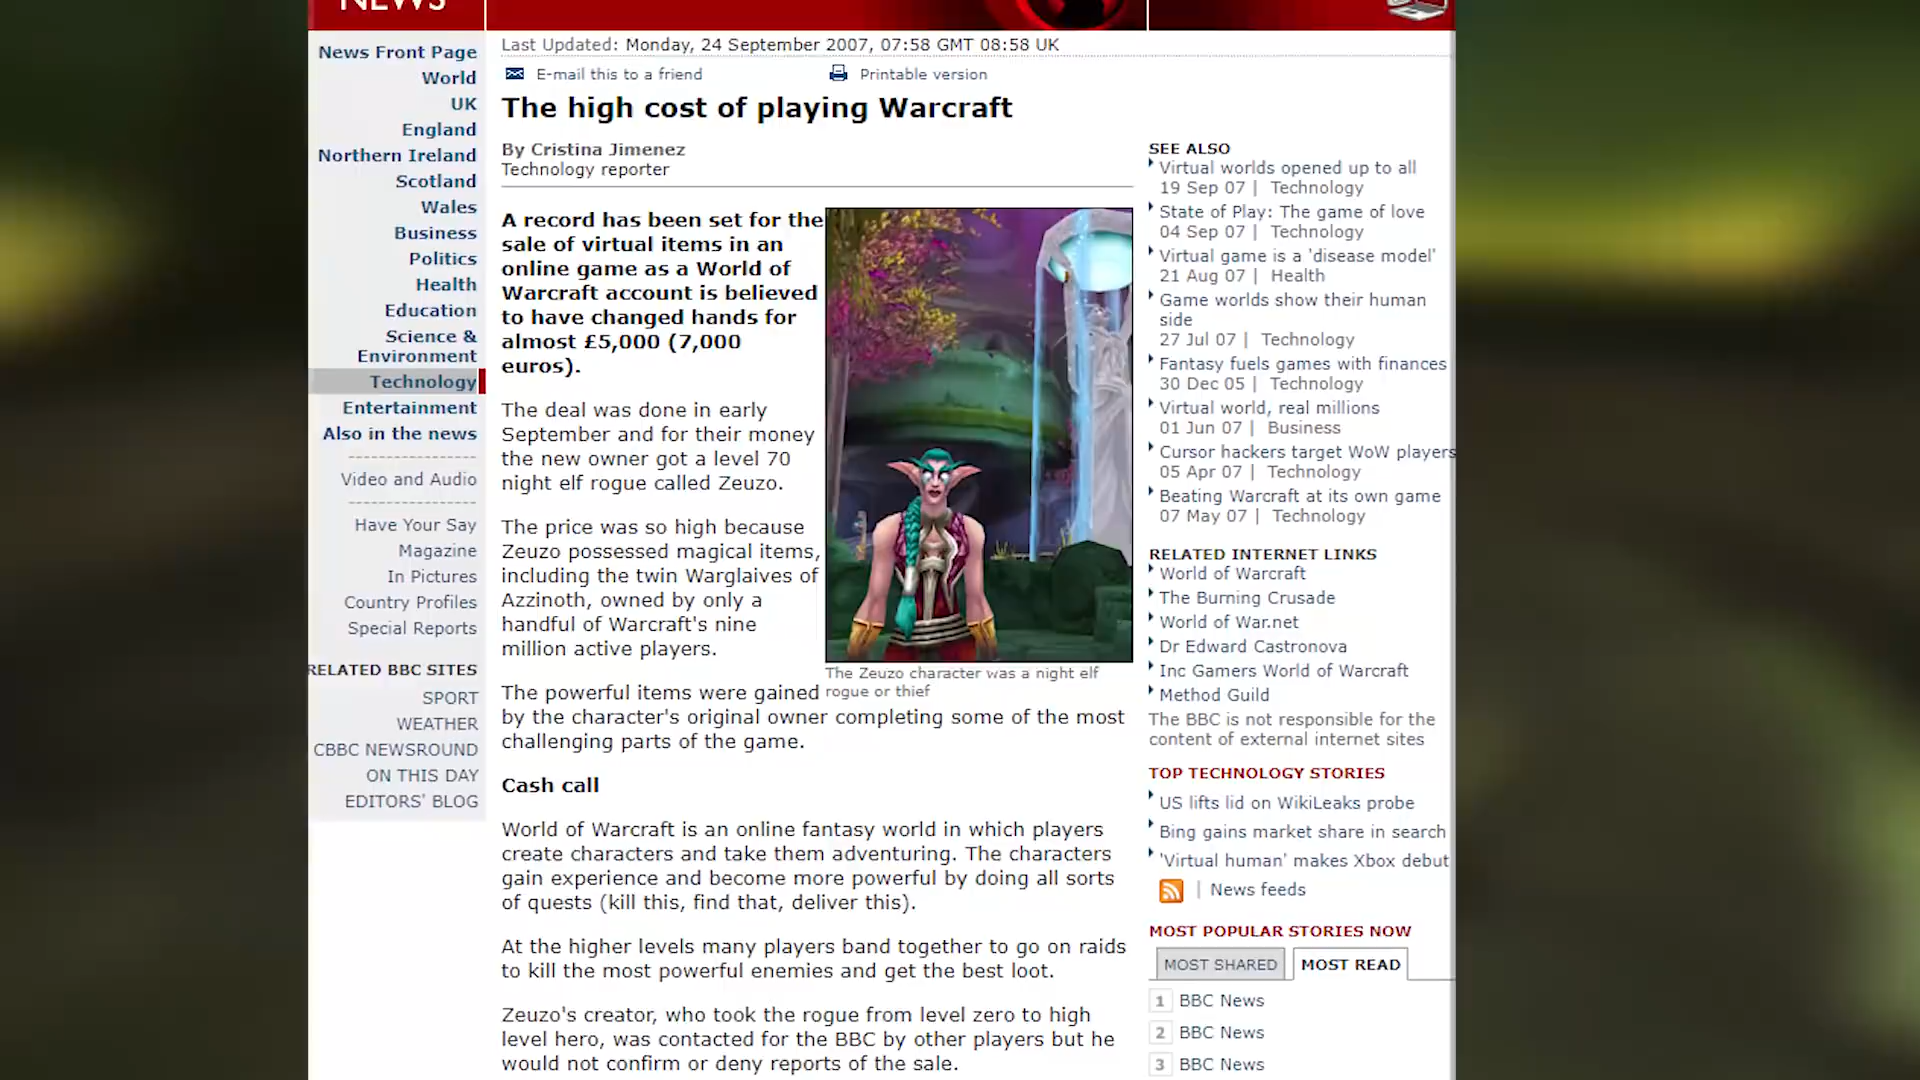 NEWS
News Front Page
World
UK
England
Northern Ireland
Scotland
Wales
Business
Politics
Health
Education
Science &
Environment
Technology
Entertainment
Also in the news
Video and Audio
Have Your Say
Magazine
In Pictures
Country Profiles
Special Reports
RELATED BBC SITES
SPORT
WEATHER
CBBC NEWSROUND
ON THIS DAY
EDITORS' BLOG
Last Updated: Monday, 24 September 2007, 07:58 GMT 08:58 UK
E-mail this to a friend
Printable version
The high cost of playing Warcraft
By Cristina Jimenez
Technology reporter
A record has been set for the
sale of virtual items in an
online game as a World of
Warcraft account is believed
to have changed hands for
almost £5,000 (7,000
euros).
The deal was done in early
September and for their money
the new owner got a level 70
night elf rogue called Zeuzo.
The price was so high because
Zeuzo possessed magical items,
including the twin Warglaives of
Azzinoth, owned by only a
handful of Warcraft's nine
million active players.
The Zeuzo character was a night elf
rogue or thief
The powerful items were gained
by the character's original owner completing some of the most
challenging parts of the game.
Cash call
World of Warcraft is an online fantasy world in which players
create characters and take them adventuring. The characters
gain experience and become more powerful by doing all sorts
of quests (kill this, find that, deliver this).
At the higher levels many players band together to go on raids
to kill the most powerful enemies and get the best loot.
Zeuzo's creator, who took the rogue from level zero to high
level hero, was contacted for the BBC by other players but he
would not confirm or deny reports of the sale.
SEE ALSO
Virtual worlds opened up to all
19 Sep 07 | Technology
State of Play: The game of love
04 Sep 07 | Technology
Virtual game is a 'disease model'
21 Aug 07 | Health
Game worlds show their human
side
27 Jul 07 | Technology
Fantasy fuels games with finances
30 Dec 05 | Technology
Virtual world, real millions
01 Jun 07 | Business
Cursor hackers target WoW players
05 Apr 07 | Technology
Beating Warcraft at its own game
07 May 07 | Technology
RELATED INTERNET LINKS
World of Warcraft
The Burning Crusade
World of War.net
Dr Edward Castronova
Inc Gamers World of Warcraft
Method Guild
The BBC is not responsible for the
content of external internet sites
TOP TECHNOLOGY STORIES
US lifts lid on WikiLeaks probe
Bing gains market share in search
'Virtual human' makes Xbox debut
| News feeds
MOST POPULAR STORIES NOW
MOST SHARED MOST READ
1 BBC News
2 BBC News
3 BBC News